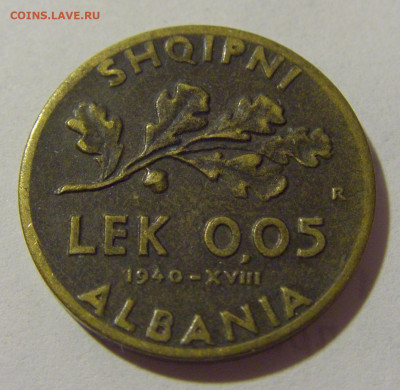 COINS.LAVE.RU
SHQIPNI
R
LEK 0,05
1940-XVIII
ALBANIA